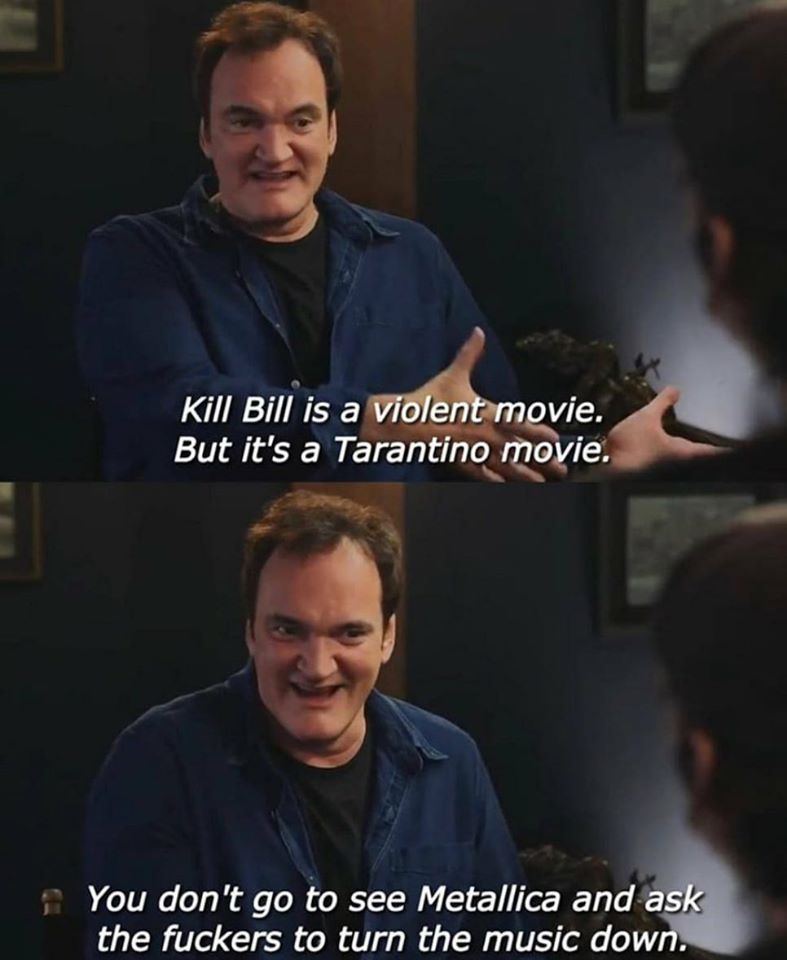 Kill Bill is a violent movie.
But it's a Tarantino movie.
You don't go to see Metallica and ask
the fuckers to turn the music down.